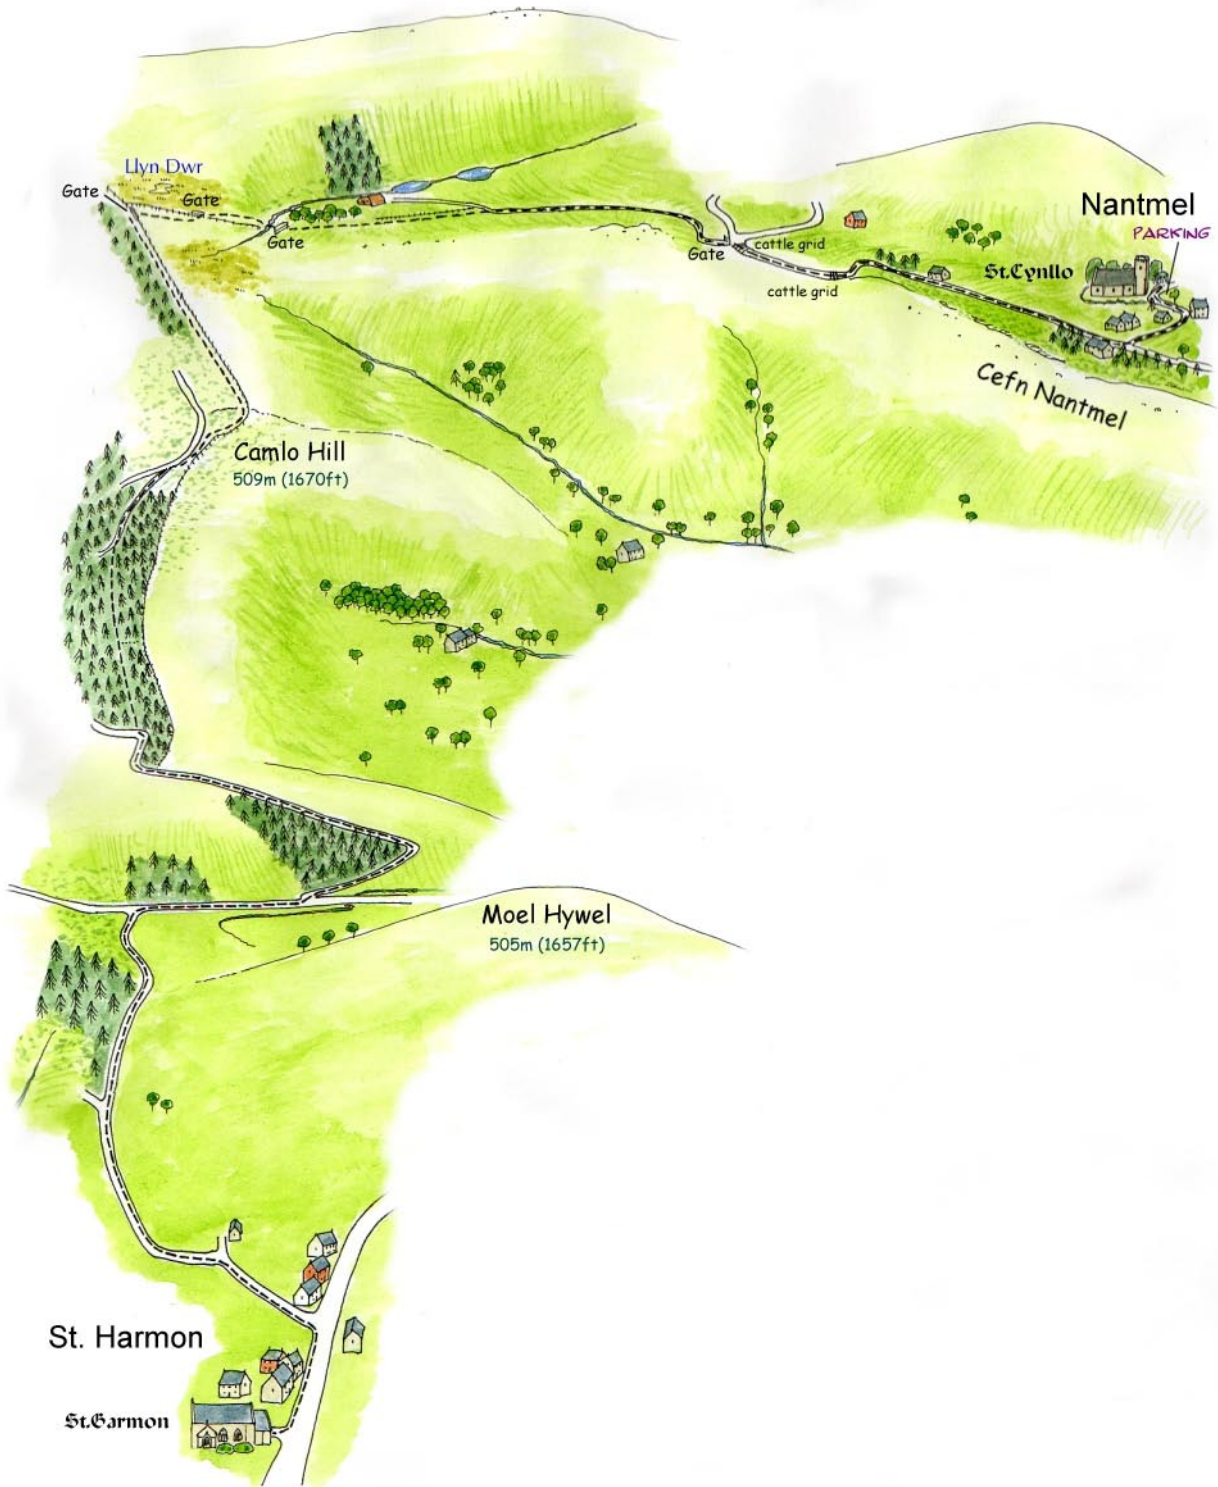 Llyn Dwr
Gate
Gate
Gate
Nantmel
PARKING
Gate
cattle grid
St.Cynllo
cattle grid
Cefn Nantmel
Camlo Hill
509m (1670ft)
Moel Hywel
505m (1657ft)
St. Harmon
St.Garmon